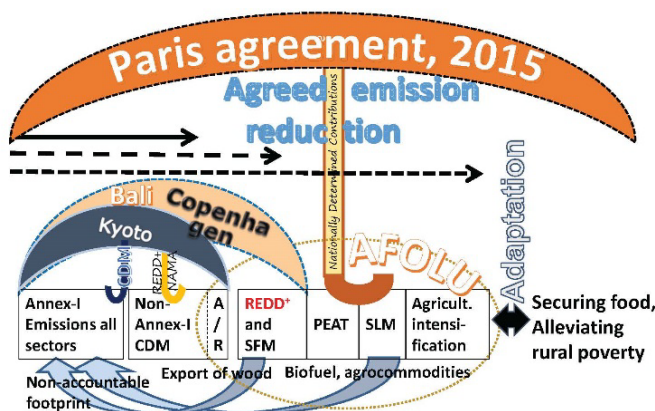 Paris agreement, 2015
Agreed emission
reduction
Nationally Determined Contributions
Bali
Copenha
gen
Kyoto
CDM
REDD+
NAMA
AFOLU
Adaptation
Annex-I
Emissions all
sectors
Non-
Annex-I
CDM
A
/
R
REDD+
and
SFM
PEAT
SLM
Agricult.
intensi-
fication
Securing food,
Alleviating
rural poverty
Non-accountable
footprint
Export of wood
Biofuel, agrocommodities